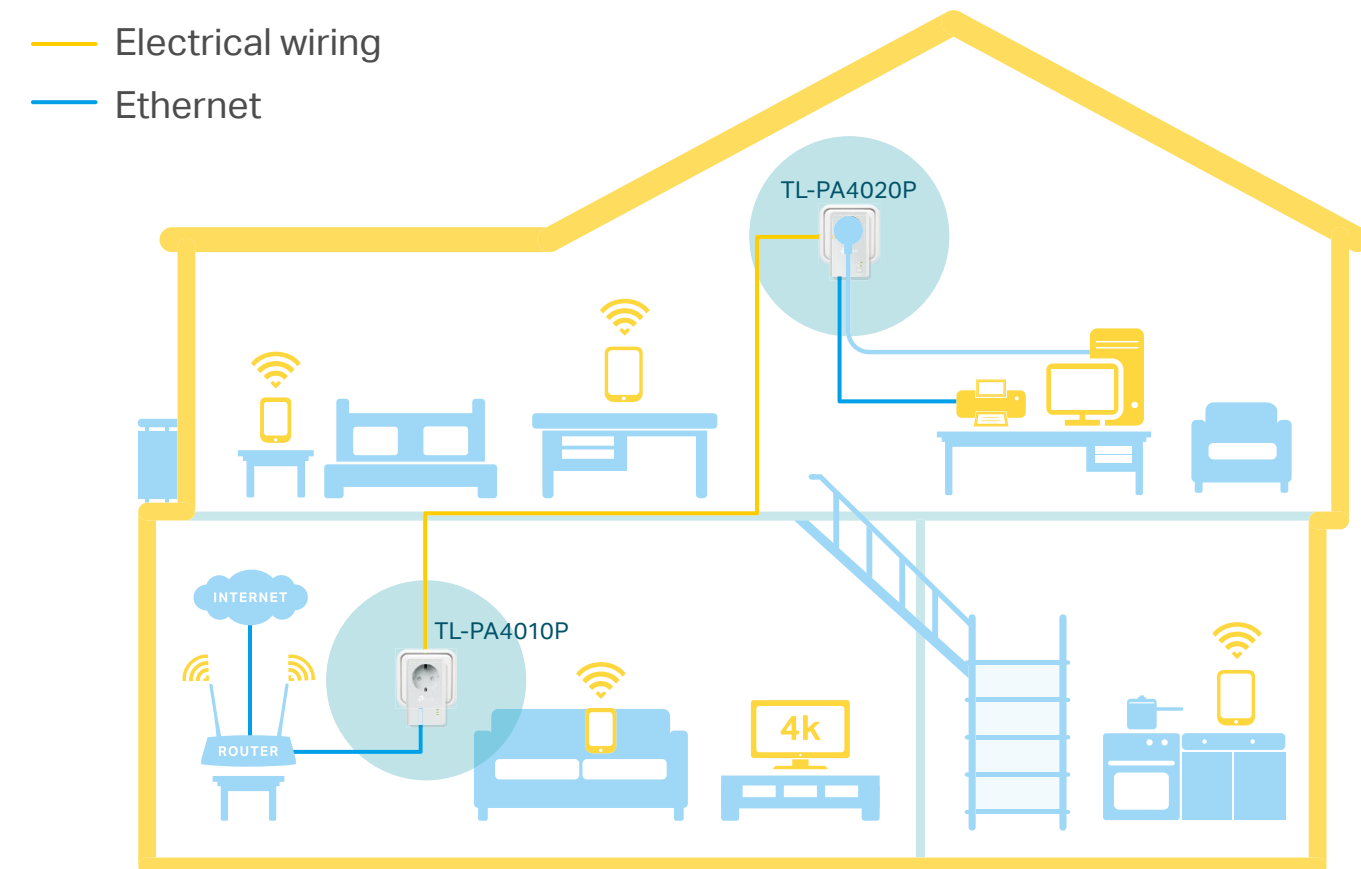 Electrical wiring
Ethernet
TL-PA4020P
INTERNET
TL-PA4010P
4k
ROUTER